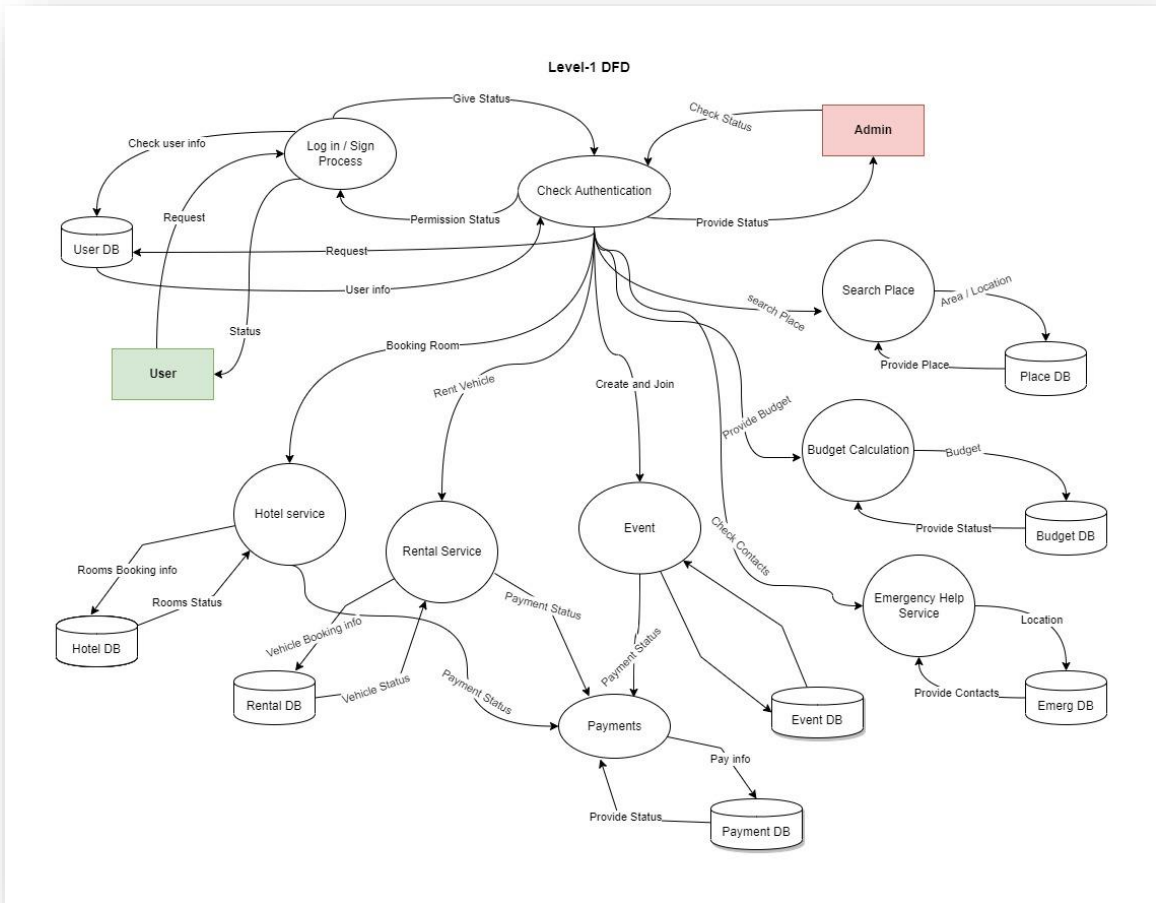 Level-1 DFD
Give Status
Check Status
Admin
Check user info
Log in / Sign
Process
Check Authentication
Request
Permission Status
Provide Status
User DB
Request
User info
Search Place
Area / Location
search Place
Status
Booking Room
User
Rent Vehicle
Create and Join
Provide Place
Place DB
Provide Budget
Budget Calculation
Budget
Hotel service
Event
Provide Statust
Budget DB
Rental Service
Check Contacts
Rooms Booking info
Rooms Status
Payment Status
Emergency Help
Service
Location
Hotel DB
Vehicle Booking info
Payment Status
Vehicle Status
Payment Status
Provide Contacts
Rental DB
Emerg DB
Payments
Event DB
Pay info
Provide Status
Payment DB